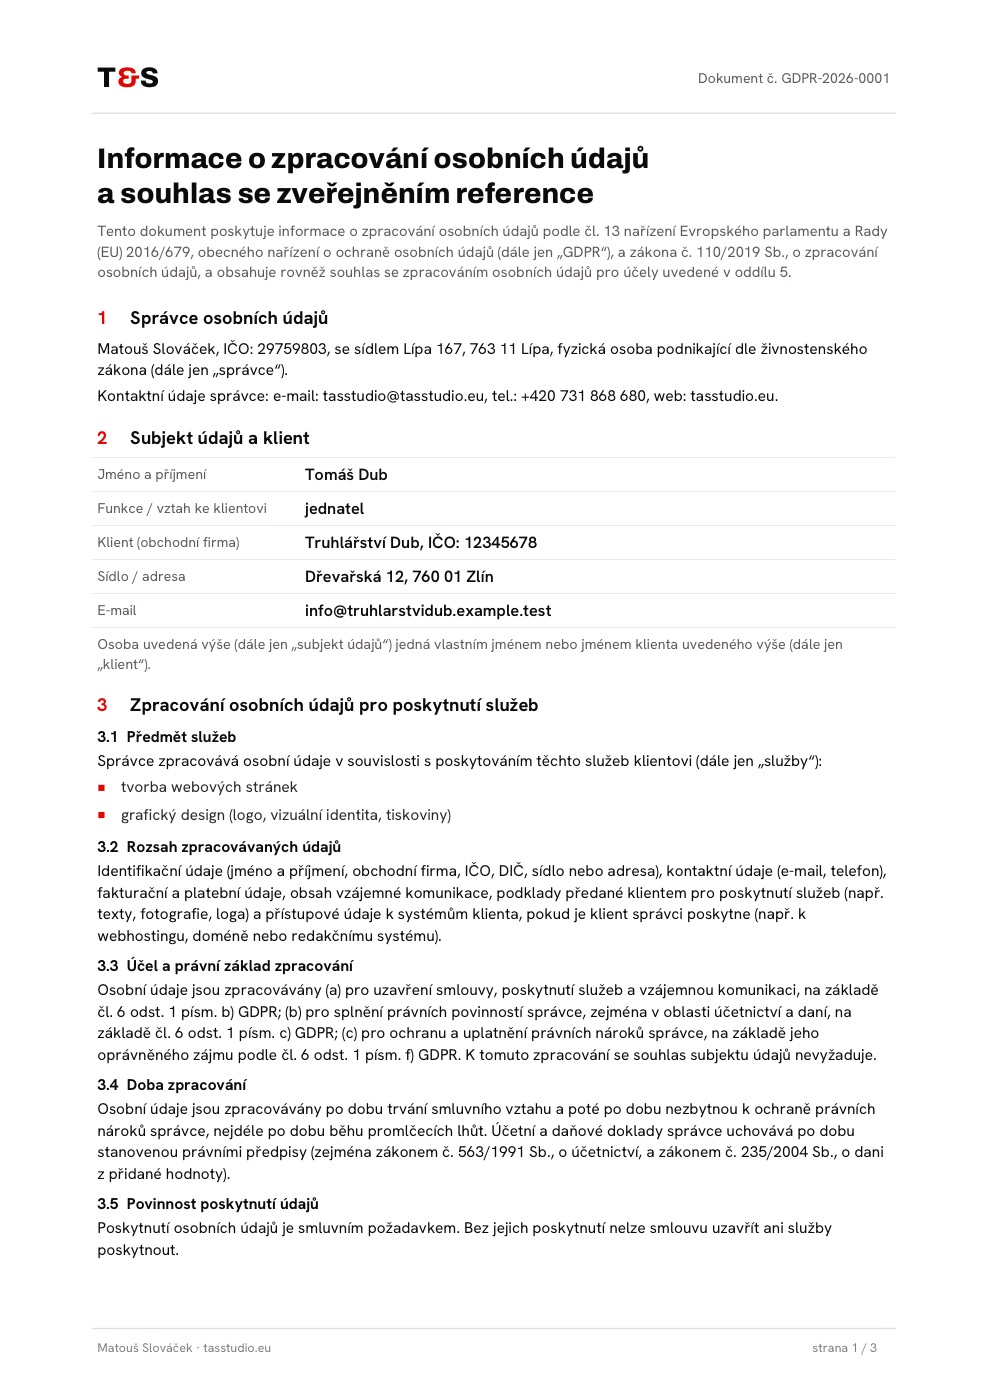 T&S
Dokument č. GDPR-2026-0001
Informace o zpracování osobních údajů
a souhlas se zveřejněním reference
Tento dokument poskytuje informace o zpracování osobních údajů podle čl. 13 nařízení Evropského parlamentu a Rady
(EU) 2016/679, obecného nařízení o ochraně osobních údajů (dále jen „GDPR“), a zákona č. 110/2019 Sb., o zpracování
osobních údajů, a obsahuje rovněž souhlas se zpracováním osobních údajů pro účely uvedené v oddílu 5.
1 Správce osobních údajů
Matouš Slováček, IČO: 29759803, se sídlem Lípa 167, 763 11 Lípa, fyzická osoba podnikající dle živnostenského
zákona (dále jen „správce“).
Kontaktní údaje správce: e-mail: tasstudio@tasstudio.eu, tel.: +420 731 868 680, web: tasstudio.eu.
2 Subjekt údajů a klient
Jméno a příjmení Tomáš Dub
Funkce / vztah ke klientovi jednatel
Klient (obchodní firma) Truhlářství Dub, IČO: 12345678
Sídlo / adresa Dřevařská 12, 760 01 Zlín
E-mail info@truhlarstvidub.example.test
Osoba uvedená výše (dále jen „subjekt údajů“) jedná vlastním jménem nebo jménem klienta uvedeného výše (dále jen
„klient“).
3 Zpracování osobních údajů pro poskytnutí služeb
3.1 Předmět služeb
Správce zpracovává osobní údaje v souvislosti s poskytováním těchto služeb klientovi (dále jen „služby“):
▪ tvorba webových stránek
▪ grafický design (logo, vizuální identita, tiskoviny)
3.2 Rozsah zpracovávaných údajů
Identifikační údaje (jméno a příjmení, obchodní firma, IČO, DIČ, sídlo nebo adresa), kontaktní údaje (e-mail, telefon),
fakturační a platební údaje, obsah vzájemné komunikace, podklady předané klientem pro poskytnutí služeb (např.
texty, fotografie, loga) a přístupové údaje k systémům klienta, pokud je klient správci poskytne (např. k
webhostingu, doméně nebo redakčnímu systému).
3.3 Účel a právní základ zpracování
Osobní údaje jsou zpracovávány (a) pro uzavření smlouvy, poskytnutí služeb a vzájemnou komunikaci, na základě
čl. 6 odst. 1 písm. b) GDPR; (b) pro splnění právních povinností správce, zejména v oblasti účetnictví a daní, na
základě čl. 6 odst. 1 písm. c) GDPR; (c) pro ochranu a uplatnění právních nároků správce, na základě jeho
oprávněného zájmu podle čl. 6 odst. 1 písm. f) GDPR. K tomuto zpracování se souhlas subjektu údajů nevyžaduje.
3.4 Doba zpracování
Osobní údaje jsou zpracovávány po dobu trvání smluvního vztahu a poté po dobu nezbytnou k ochraně právních
nároků správce, nejdéle po dobu běhu promlčecích lhůt. Účetní a daňové doklady správce uchovává po dobu
stanovenou právními předpisy (zejména zákonem č. 563/1991 Sb., o účetnictví, a zákonem č. 235/2004 Sb., o dani
z přidané hodnoty).
3.5 Povinnost poskytnutí údajů
Poskytnutí osobních údajů je smluvním požadavkem. Bez jejich poskytnutí nelze smlouvu uzavřít ani služby
poskytnout.
Matouš Slováček · tasstudio.eu
strana 1 / 3